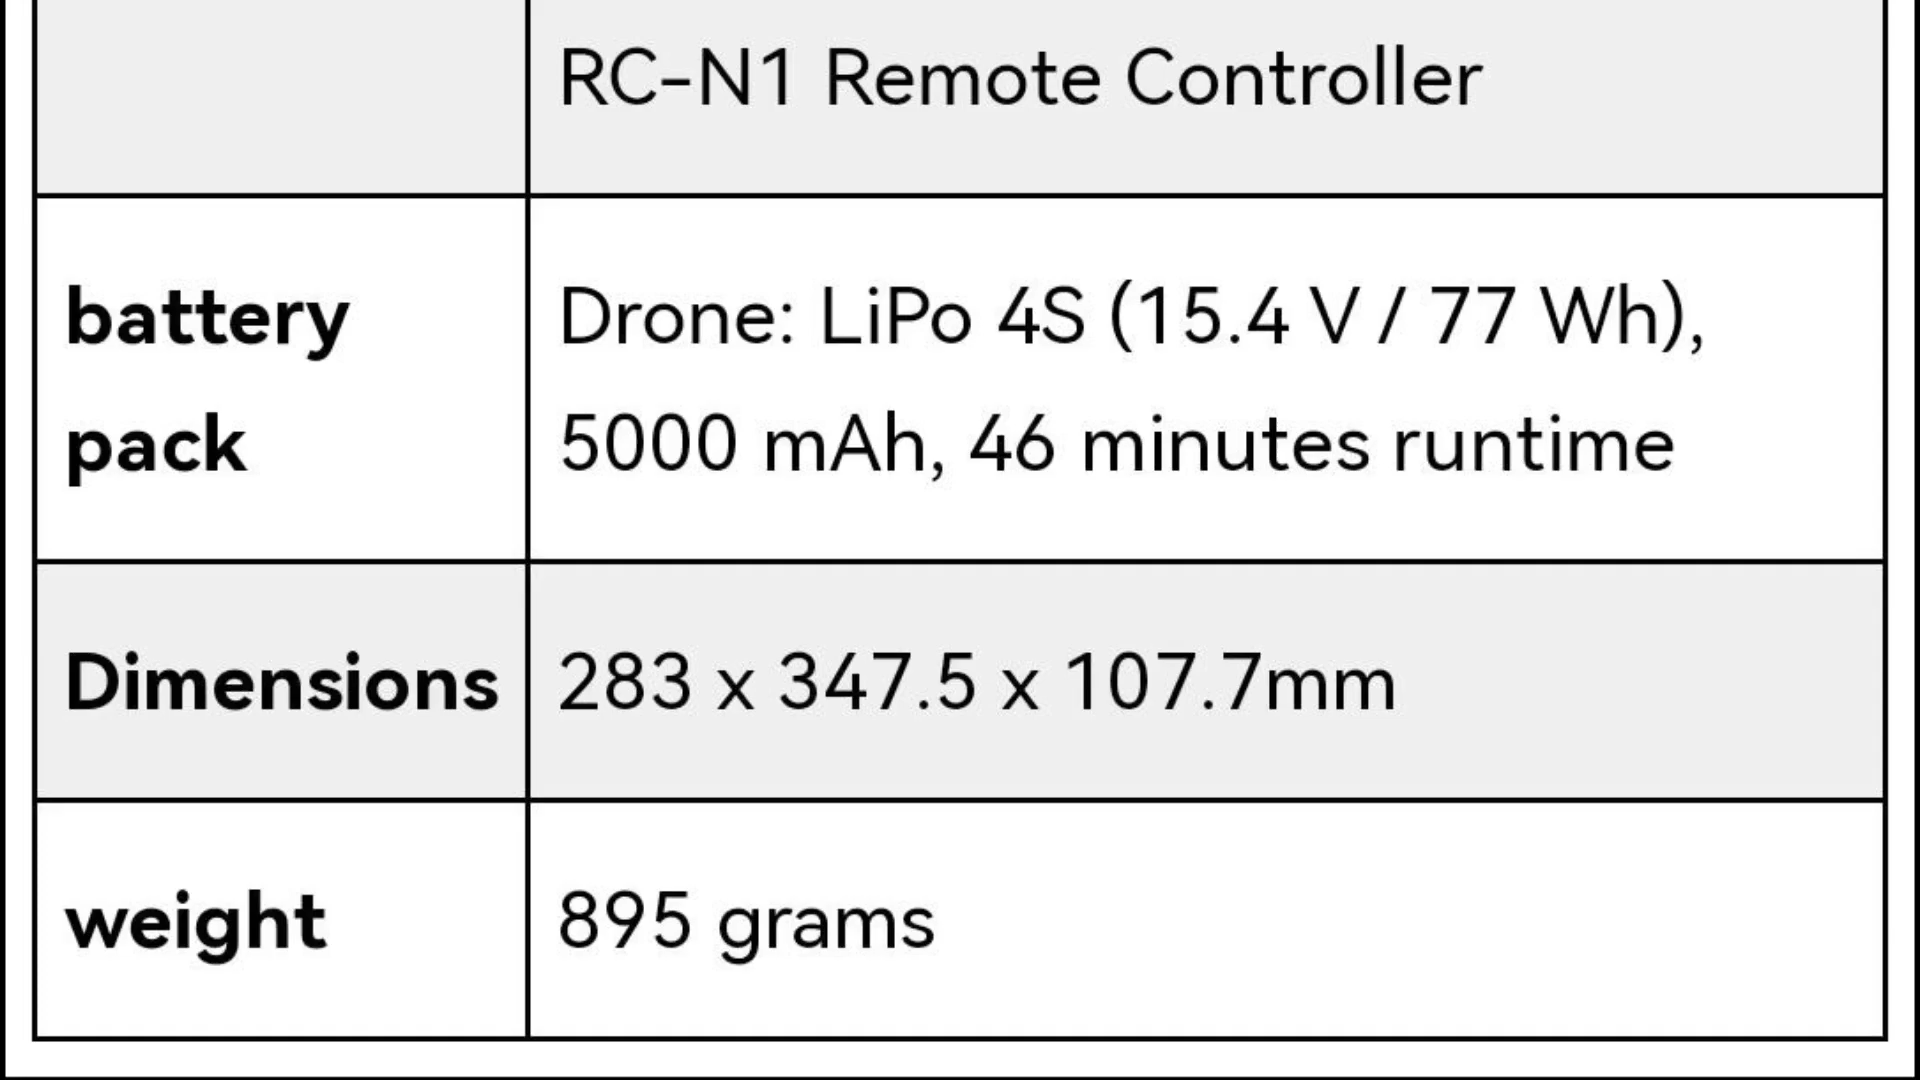 RC-N1 Remote Controller
battery
pack
Drone: LiPo 4S (15.4 V / 77 Wh),
5000 mAh, 46 minutes runtime
Dimensions
283 x 347.5 x 107.7mm
weight
895 grams